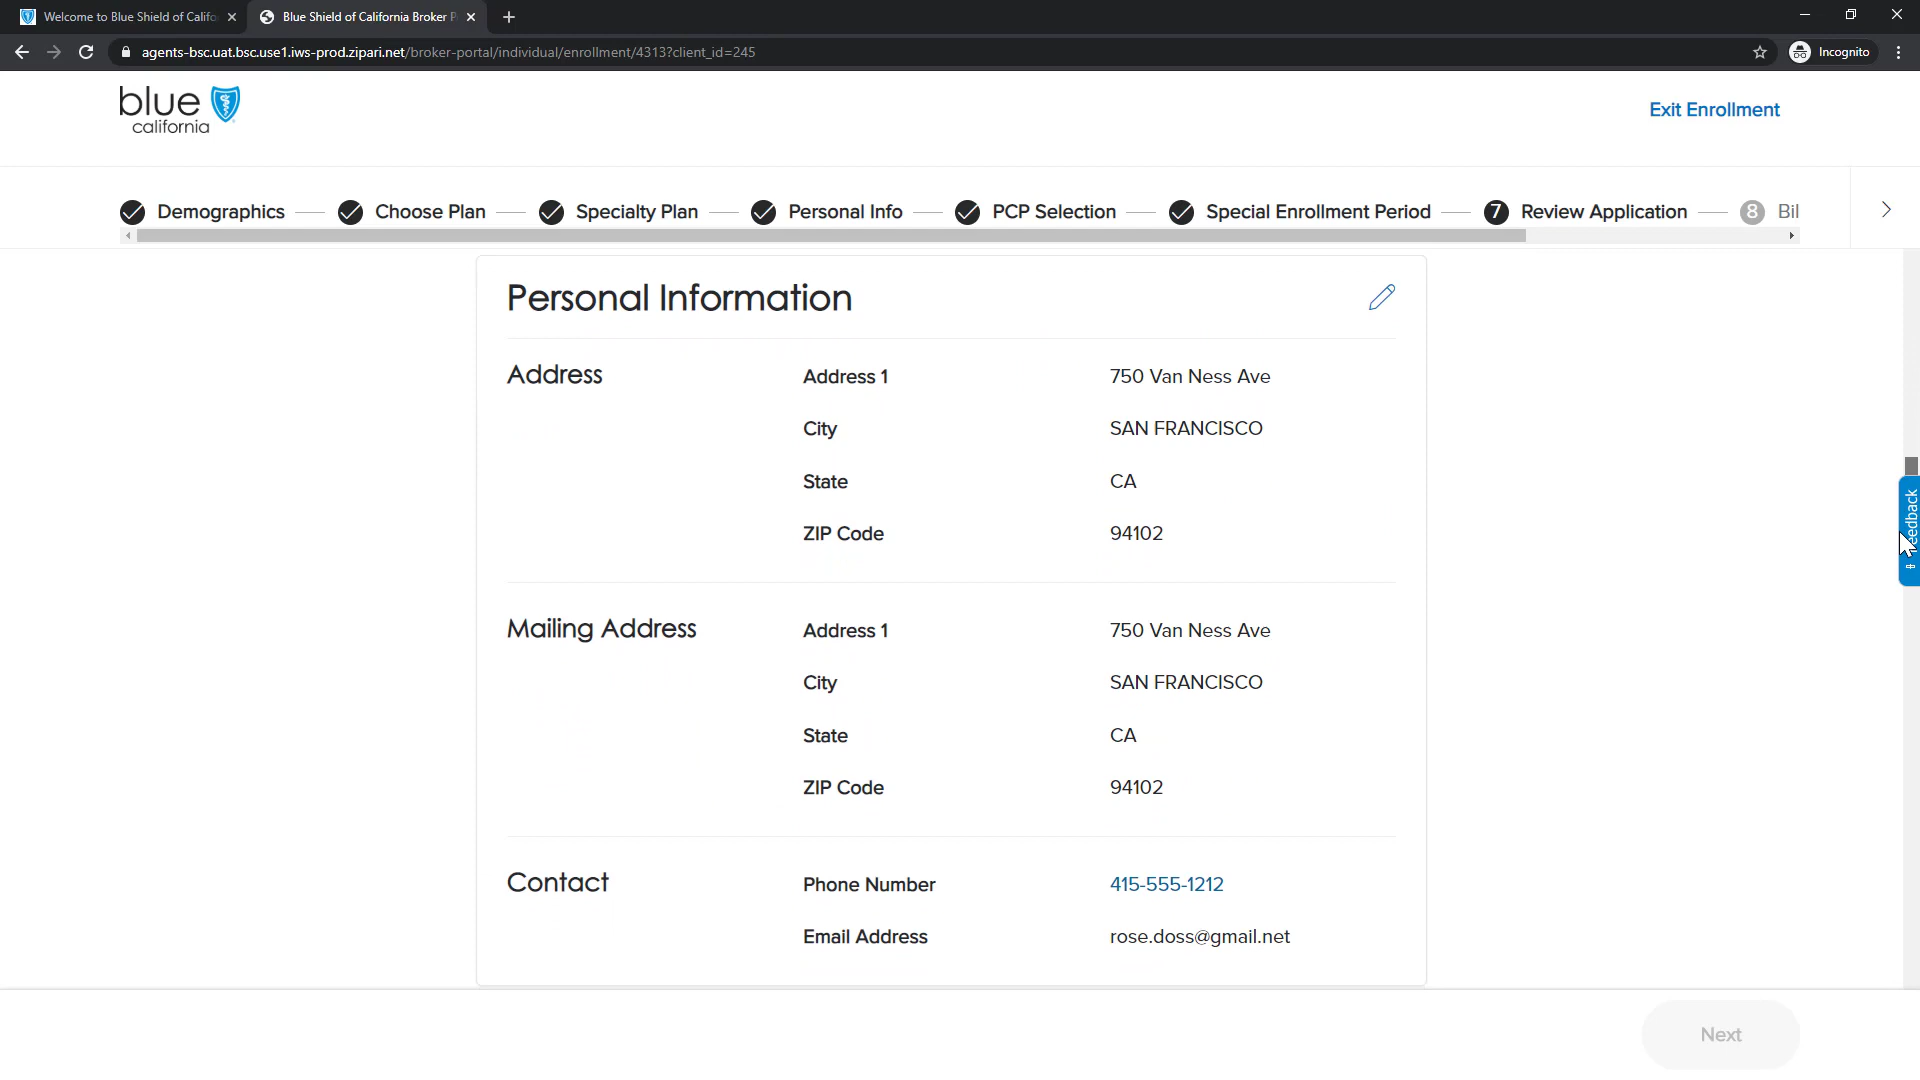 Welcome to Blue Shield of Califo
Blue Shield of California Broker P
agents-bsc.uat.bsc.use1.iws-prod.zipari.net/broker-portal/individual/enrollment/4313?client_id=245
Incognito
blue
california
Exit Enrollment
Demographics
Choose Plan
Specialty Plan
Personal Info
PCP Selection
Special Enrollment Period
7 Review Application
8 Bil
Personal Information
Address
Address 1 750 Van Ness Ave
City SAN FRANCISCO
State CA
ZIP Code 94102
Mailing Address
Address 1 750 Van Ness Ave
City SAN FRANCISCO
State CA
ZIP Code 94102
Contact
Phone Number 415-555-1212
Email Address rose.doss@gmail.net
eedback
Next